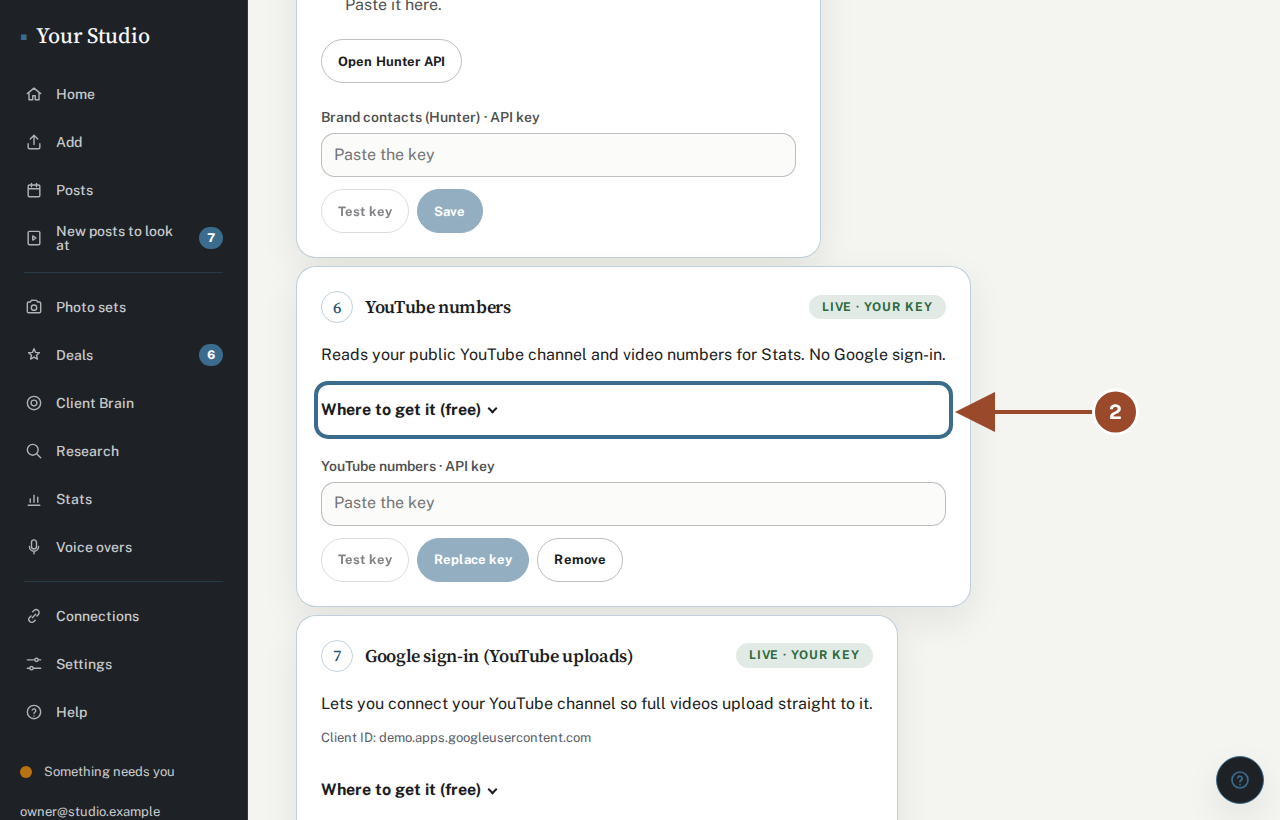 Your Studio
Home
Add
Posts
New posts to look
at
7
Photo sets
Deals
6
Client Brain
Research
Stats
Voice overs
Connections
Settings
Help
Something needs you
owner@studio.example
Paste it here.
Open Hunter API
Brand contacts (Hunter) · API key
Paste the key
Test key
Save
6
YouTube numbers
LIVE · YOUR KEY
Reads your public YouTube channel and video numbers for Stats. No Google sign-in.
Where to get it (free)
2
YouTube numbers · API key
Paste the key
Test key
Replace key
Remove
7
Google sign-in (YouTube uploads)
LIVE · YOUR KEY
Lets you connect your YouTube channel so full videos upload straight to it.
Client ID: demo.apps.googleusercontent.com
Where to get it (free)